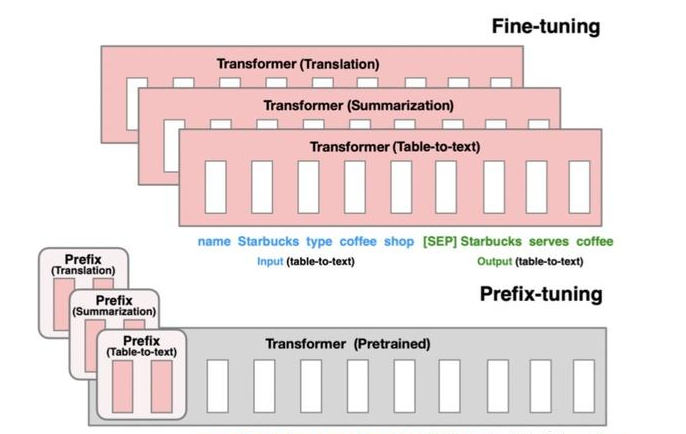 Fine-tuning
Transformer (Translation)
Transformer (Summarization)
Transformer (Table-to-text)
name Starbucks type coffee shop [SEP] Starbucks serves coffee
Input (table-to-text) Output (table-to-text)
Prefix-tuning
Prefix
(Translation)
Prefix
(Summarization)
Prefix
(Table-to-text)
Transformer (Pretrained)